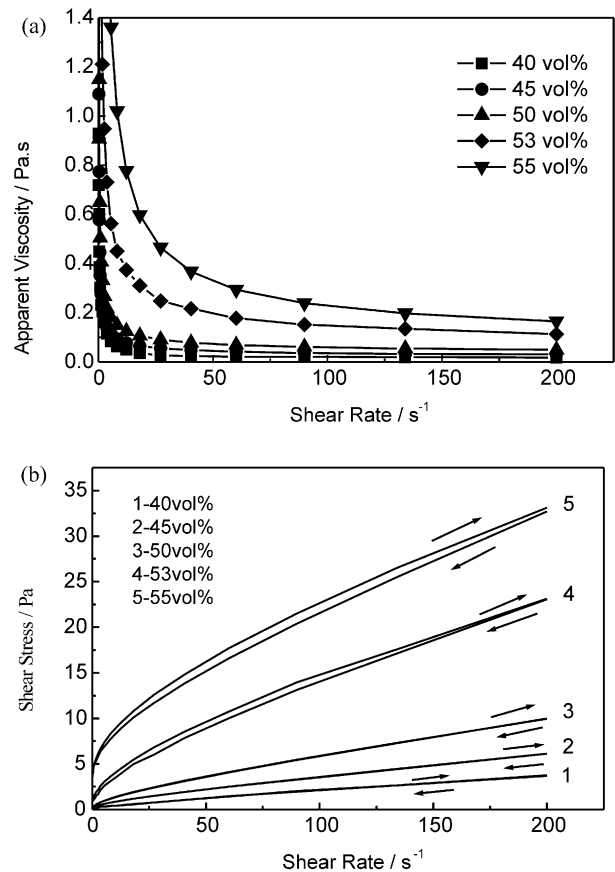 (a)
1.4
1.2
1.0
0.8
0.6
0.4
0.2
0.0
Apparent Viscosity / Pa.s
40 vol%
45 vol%
50 vol%
53 vol%
55 vol%
0 50 100 150 200
Shear Rate / s⁻¹
(b)
35
30
25
20
15
10
5
0
Shear Stress / Pa
1-40vol%
2-45vol%
3-50vol%
4-53vol%
5-55vol%
5
4
3
2
1
0 50 100 150 200
Shear Rate / s⁻¹